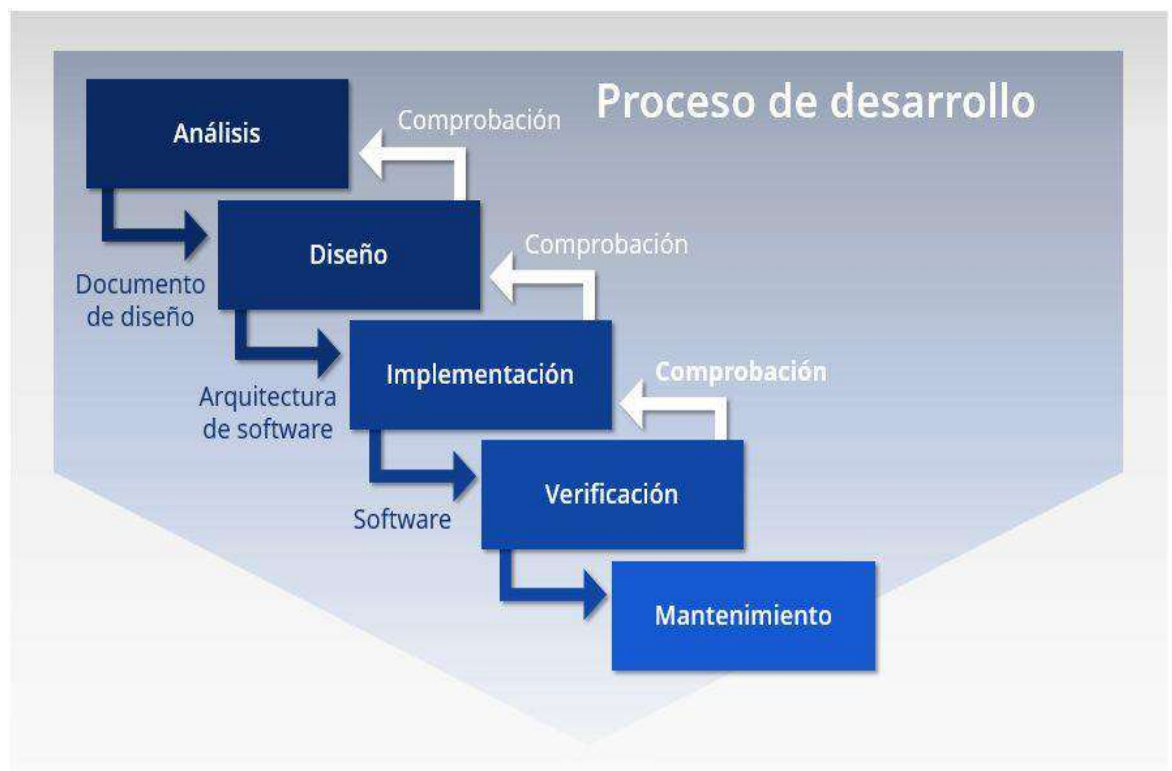 Proceso de desarrollo
Análisis
Comprobación
Diseño
Comprobación
Documento
de diseño
Implementación
Comprobación
Arquitectura
de software
Verificación
Software
Mantenimiento